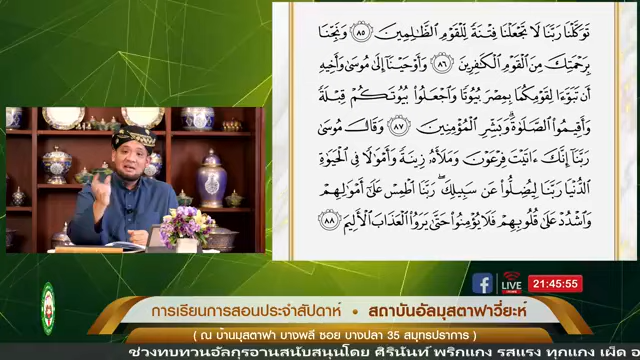 تَوَكَّلْنَا رَبَّنَا لَا تَجْعَلْنَا فِتْنَةً لِّلْقَوْمِ الظَّـٰلِمِينَ ٨٥ وَنَجِّنَا
بِرَحْمَتِكَ مِنَ الْقَوْمِ الْكَـٰفِرِينَ ٨٦ وَأَوْحَيْنَآ إِلَىٰ مُوسَىٰ وَأَخِيهِ
أَن تَبَوَّءَا لِقَوْمِكُمَا بِمِصْرَ بُيُوتًا وَاجْعَلُوا بُيُوتَكُمْ قِبْلَةً
وَأَقِيمُوا الصَّلَوٰةَ ۗ وَبَشِّرِ الْمُؤْمِنِينَ ٨٧ وَقَالَ مُوسَىٰ
رَبَّنَآ إِنَّكَ ءَاتَيْتَ فِرْعَوْنَ وَمَلَأَهُۥ زِينَةً وَأَمْوَٰلًا فِى الْحَيَوٰةِ
الدُّنْيَا رَبَّنَا لِيُضِلُّوا عَن سَبِيلِكَ ۖ رَبَّنَا اطْمِسْ عَلَىٰٓ أَمْوَٰلِهِمْ
وَاشْدُدْ عَلَىٰ قُلُوبِهِمْ فَلَا يُؤْمِنُوا حَتَّىٰ يَرَوُا الْعَذَابَ الْأَلِيمَ ٨٨
LIVE 21:45:55
การเรียนการสอนประจำสัปดาห์ • สถาบันอัลมุสตาฟาวียะห์
( ณ บ้านมุสตาฟา บางพลี ซอย บางปลา 35 สมุทรปราการ )
ช่วงทบทวนอัลกุรอานสนับสนุนโดย ศิรินันท์ พริกแกง รสแรง ทุกแกง เผ็ด